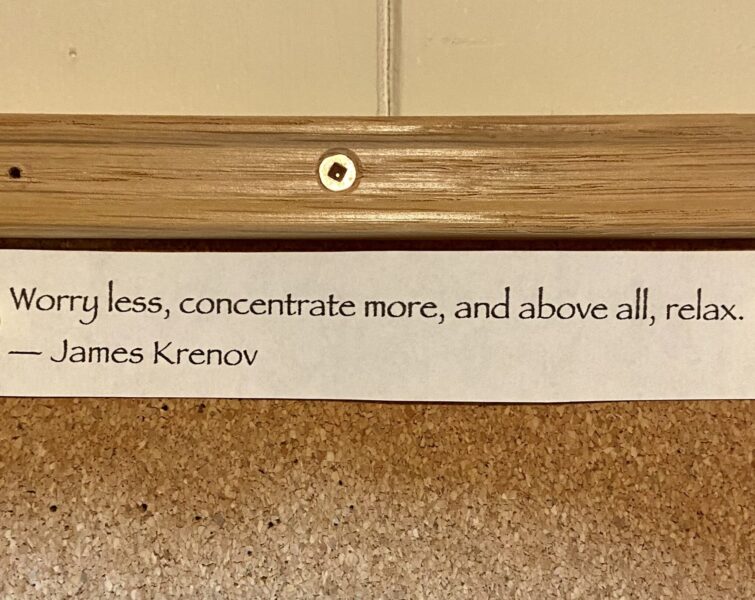 Worry less, concentrate more, and above all, relax.
— James Krenov